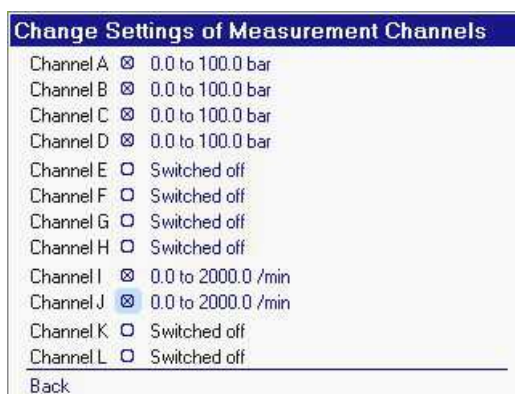 Change Settings of Measurement Channels
Channel A ☒ 0.0 to 100.0 bar
Channel B ☒ 0.0 to 100.0 bar
Channel C ☒ 0.0 to 100.0 bar
Channel D ☒ 0.0 to 100.0 bar
Channel E ☐ Switched off
Channel F ☐ Switched off
Channel G ☐ Switched off
Channel H ☐ Switched off
Channel I ☒ 0.0 to 2000.0 /min
Channel J ☒ 0.0 to 2000.0 /min
Channel K ☐ Switched off
Channel L ☐ Switched off
Back